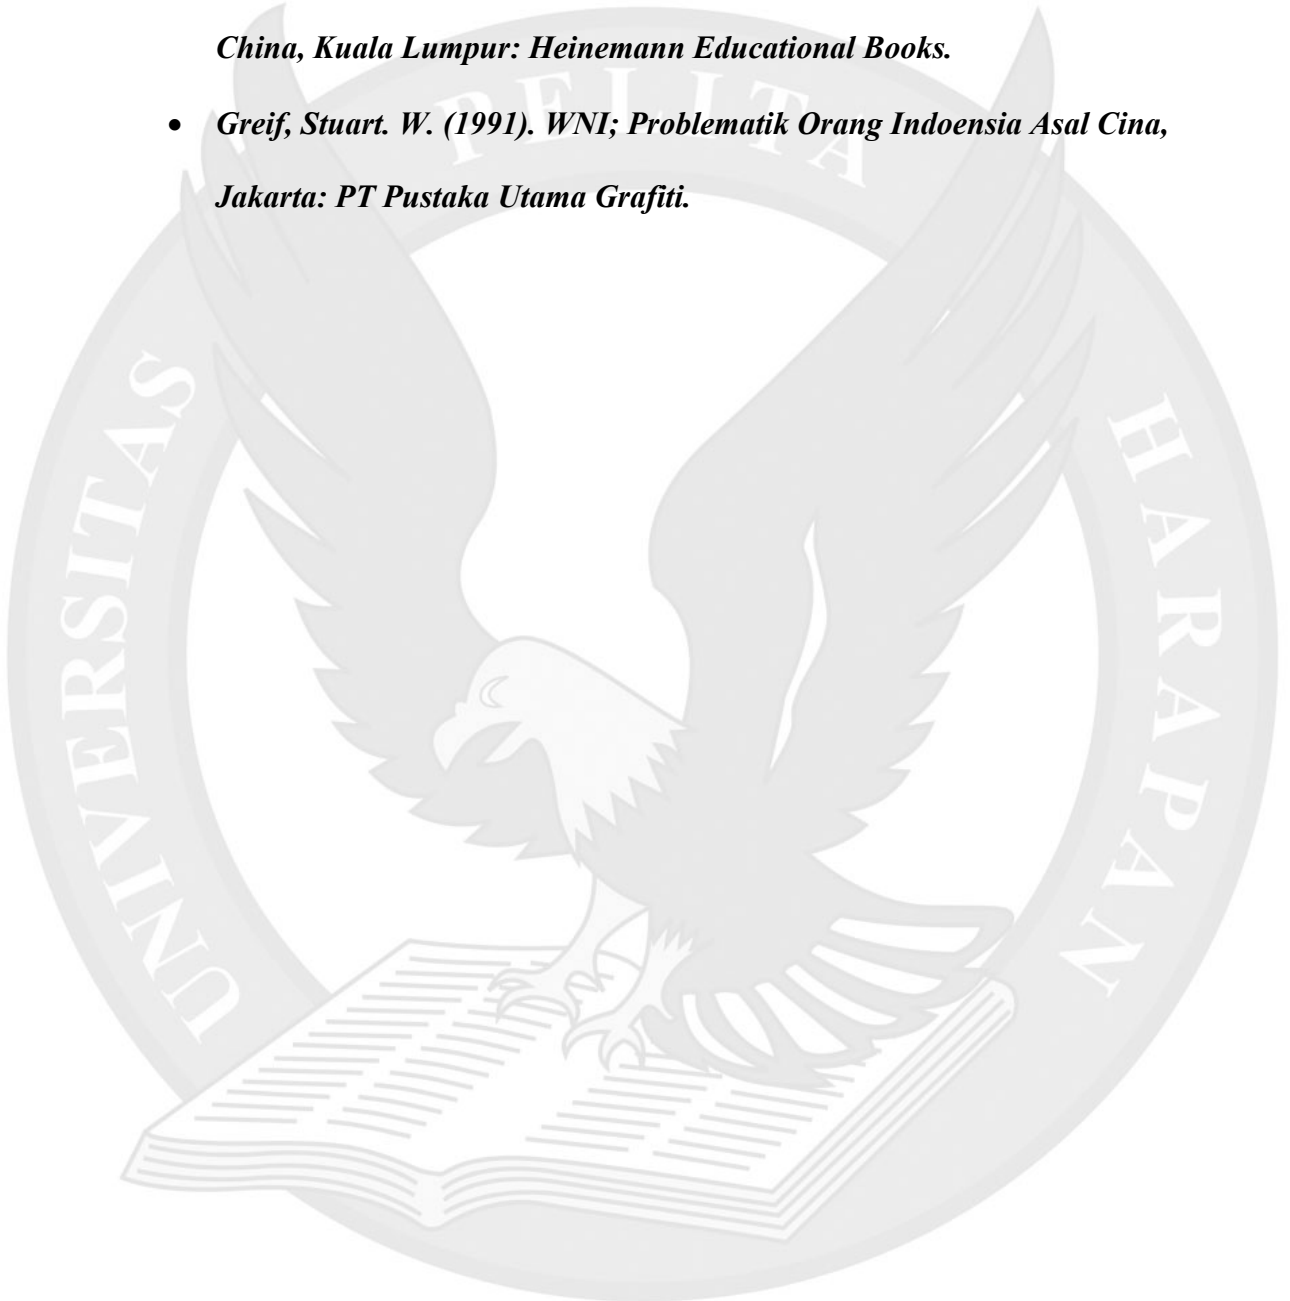 China, Kuala Lumpur: Heinemann Educational Books.
• Greif, Stuart. W. (1991). WNI; Problematik Orang Indoensia Asal Cina,
Jakarta: PT Pustaka Utama Grafiti.
UNIVERSITAS PELITA HARAPAN